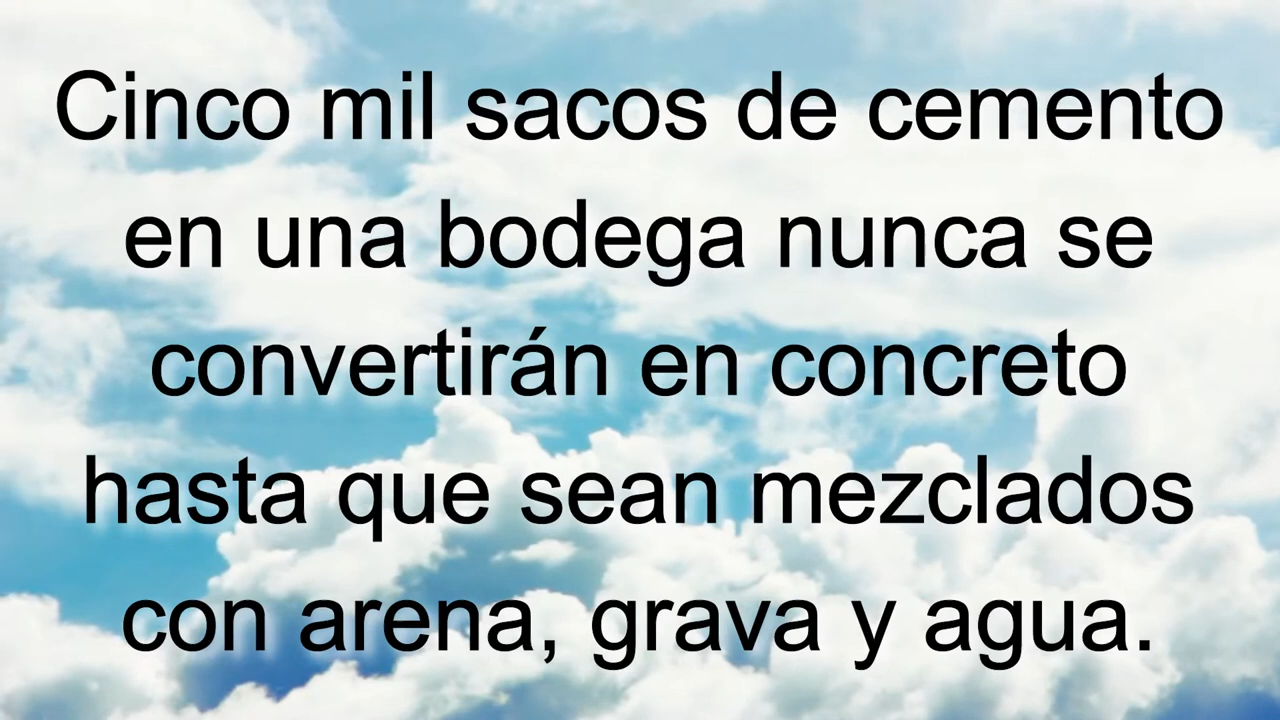 Cinco mil sacos de cemento
en una bodega nunca se
convertirán en concreto
hasta que sean mezclados
con arena, grava y agua.